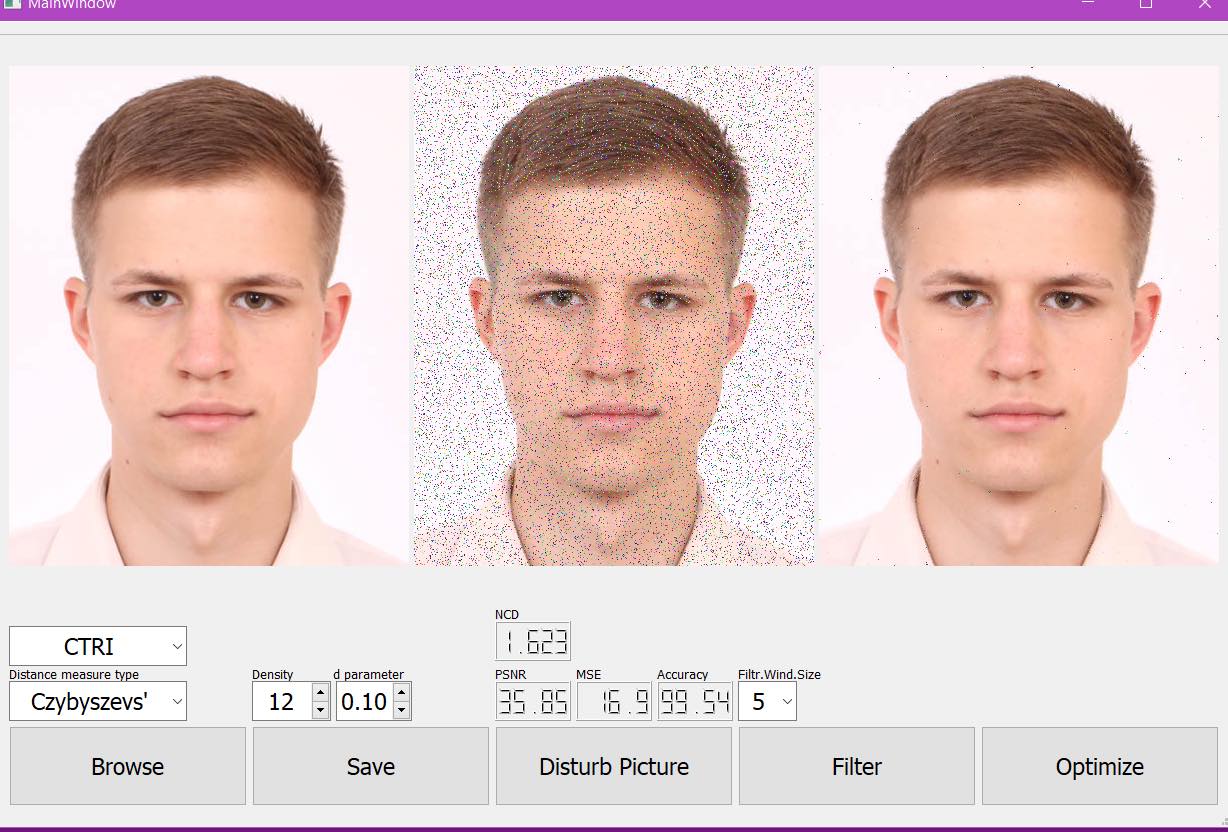 MainWindow
NCD
1.623
CTRI
Distance measure type
Density
d parameter
PSNR
MSE
Accuracy
Filtr.Wind.Size
Czybyszevs'
12
0.10
35.85
16.9
99.54
5
Browse
Save
Disturb Picture
Filter
Optimize